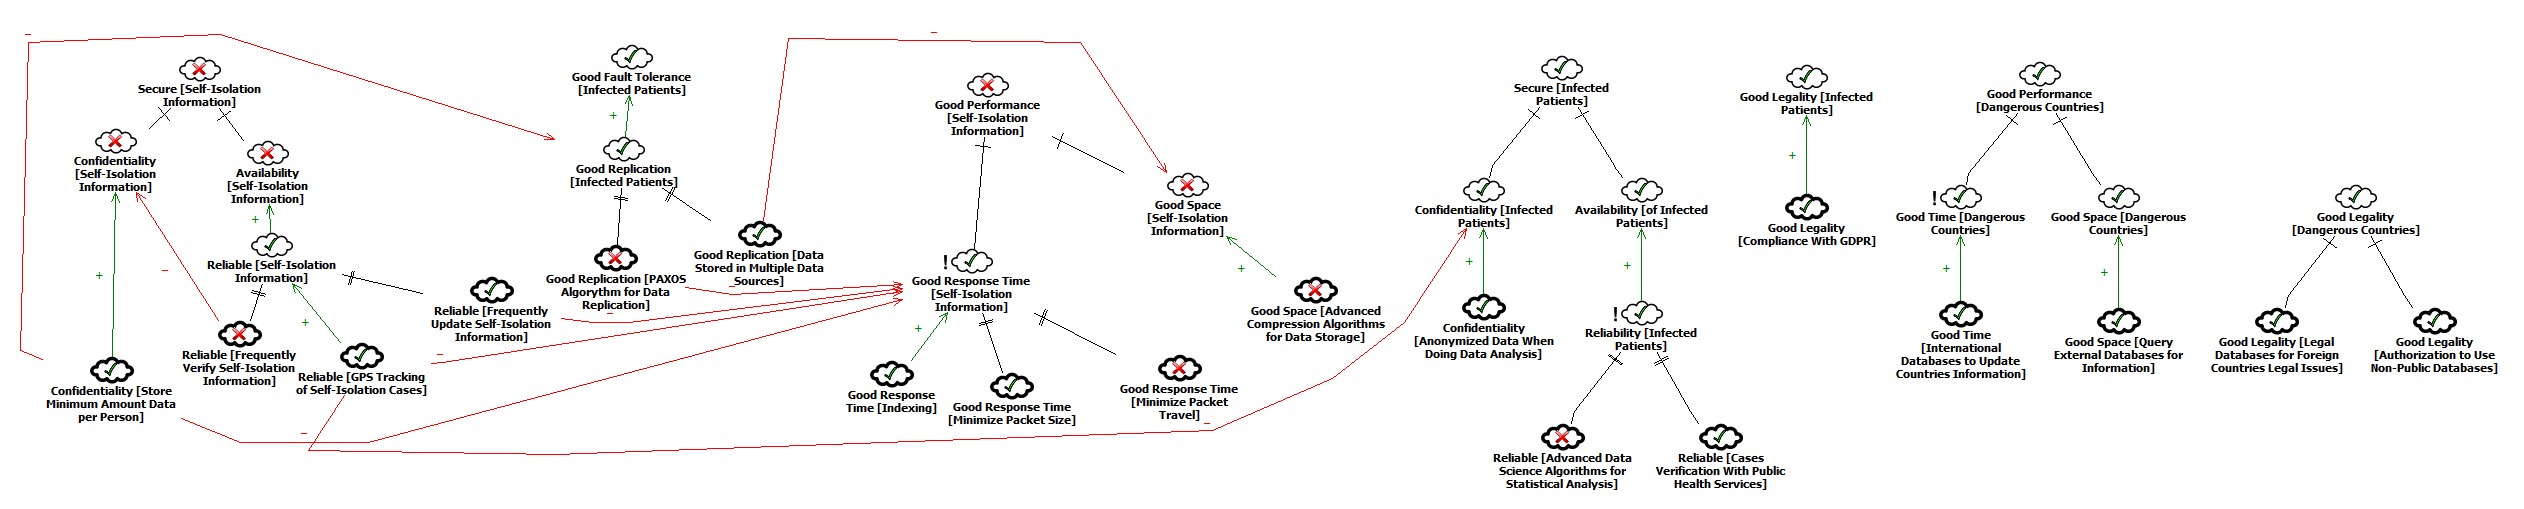 Secure [Self-Isolation
Information]
Confidentiality
[Self-Isolation
Information]
Availability
[Self-Isolation
Information]
Reliable [Self-Isolation
Information]
Reliable [Frequently
Verify Self-Isolation
Information]
Reliable [GPS Tracking
of Self-Isolation Cases]
Reliable [Frequently
Update Self-Isolation
Information]
Confidentiality [Store
Minimum Amount Data
per Person]
Good Fault Tolerance
[Infected Patients]
Good Replication
[Infected Patients]
Good Replication [PAXOS
Algorythm for Data
Replication]
Good Replication [Data
Stored in Multiple Data
Sources]
Good Performance
[Self-Isolation
Information]
Good Space
[Self-Isolation
Information]
! Good Response Time
[Self-Isolation
Information]
Good Space [Advanced
Compression Algorithms
for Data Storage]
Good Response
Time [Indexing]
Good Response Time
[Minimize Packet Size]
Good Response Time
[Minimize Packet
Travel]
Secure [Infected
Patients]
Confidentiality [Infected
Patients]
Availability [of Infected
Patients]
Confidentiality
[Anonymized Data When
Doing Data Analysis]
! Reliability [Infected
Patients]
Reliable [Advanced Data
Science Algorithms for
Statistical Analysis]
Reliable [Cases
Verification With Public
Health Services]
Good Legality [Infected
Patients]
Good Legality
[Compliance With GDPR]
Good Performance
[Dangerous Countries]
! Good Time [Dangerous
Countries]
Good Space [Dangerous
Countries]
Good Time
[International
Databases to Update
Countries Information]
Good Space [Query
External Databases for
Information]
Good Legality
[Dangerous Countries]
Good Legality [Legal
Databases for Foreign
Countries Legal Issues]
Good Legality
[Authorization to Use
Non-Public Databases]